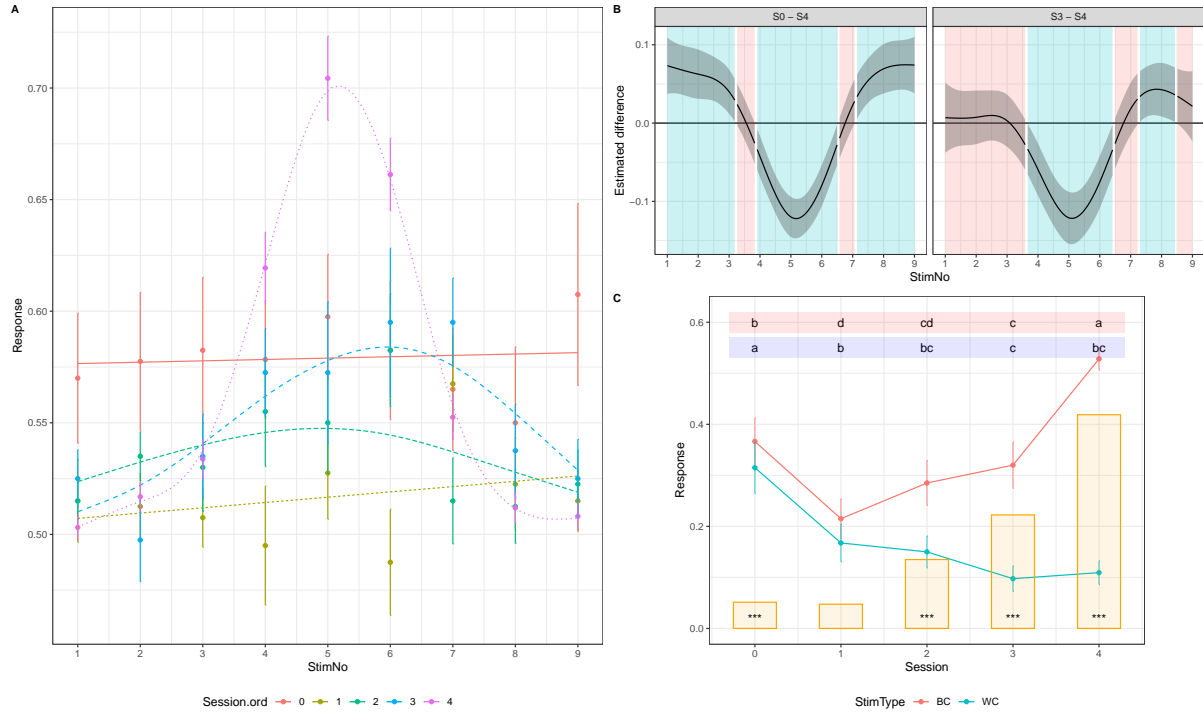 A
Response
0.70
0.65
0.60
0.55
0.50
1 2 3 4 5 6 7 8 9
StimNo
Session.ord 0 1 2 3 4
B
S0 − S4 S3 − S4
Estimated difference
0.1
0.0
−0.1
1 2 3 4 5 6 7 8 9 1 2 3 4 5 6 7 8 9
StimNo
C
Response
0.6
0.4
0.2
0.0
b d cd c a
a b bc c bc
*** *** *** ***
0 1 2 3 4
Session
StimType BC WC